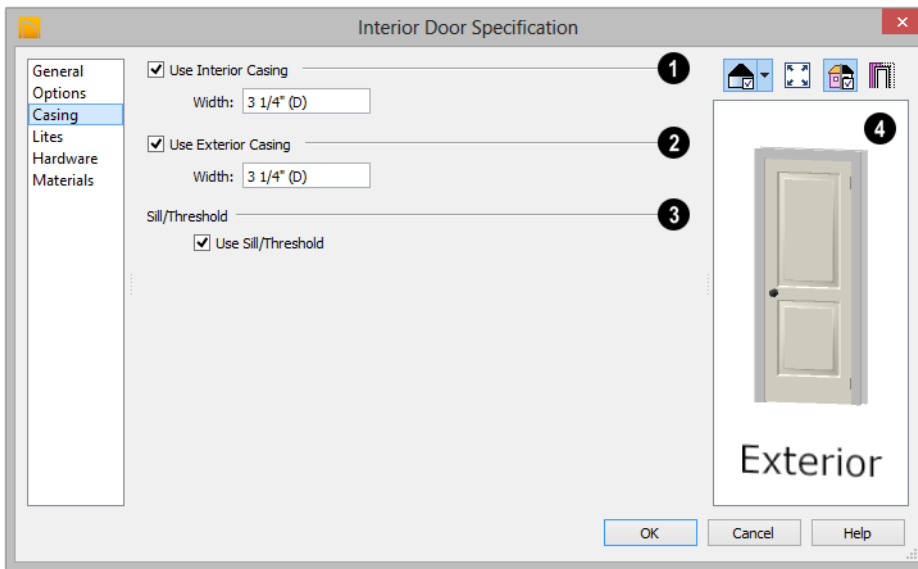 Interior Door Specification
General
Options
Casing
Lites
Hardware
Materials
Use Interior Casing
1
Width: 3 1/4" (D)
Use Exterior Casing
2
Width: 3 1/4" (D)
Sill/Threshold
3
Use Sill/Threshold
4
Exterior
OK
Cancel
Help